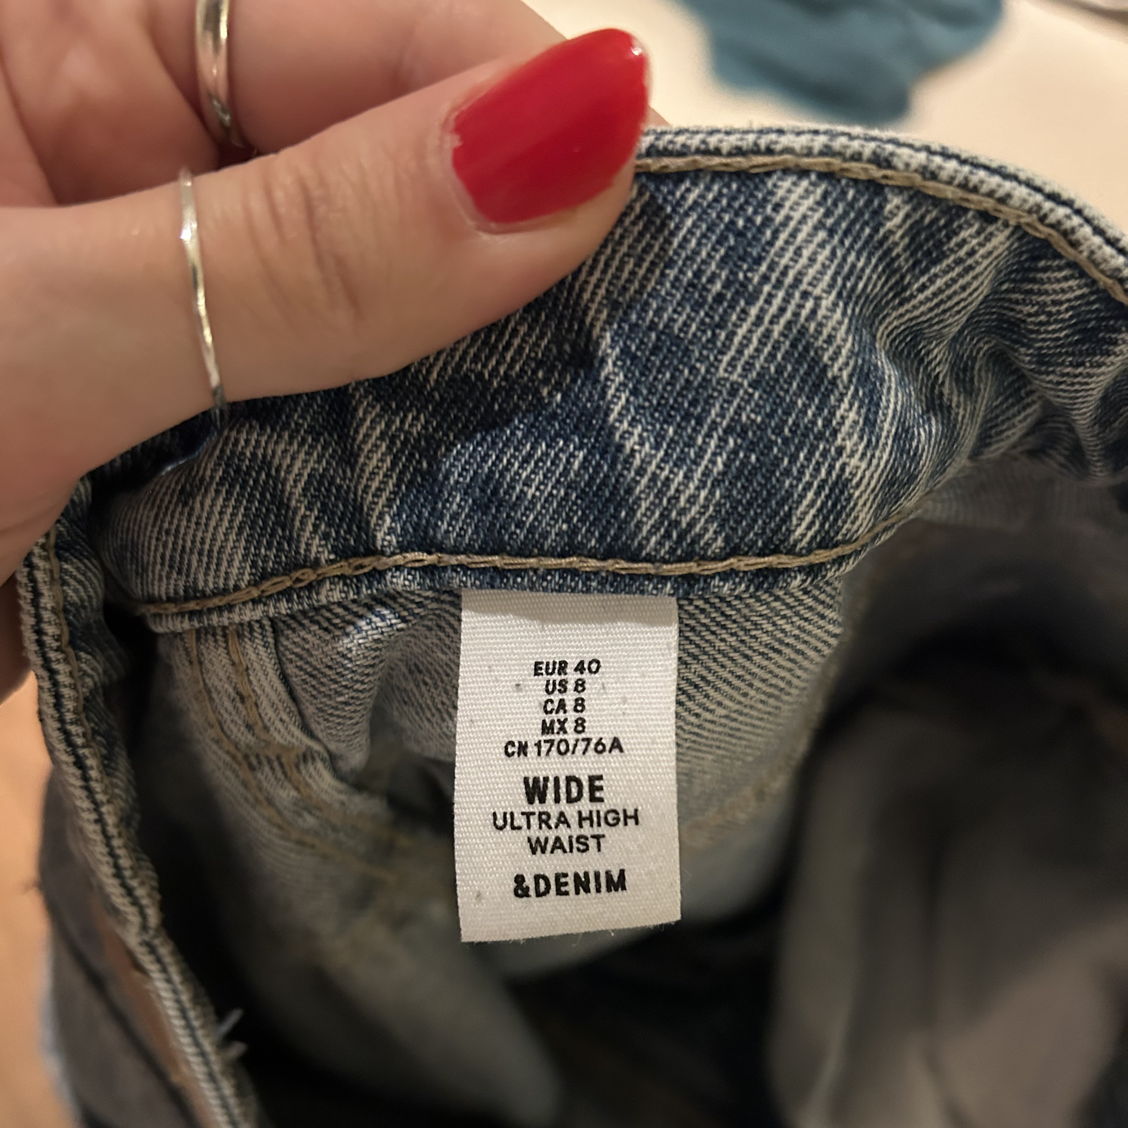 EUR 40
US 8
CA 8
MX 8
CN 170/76A
WIDE
ULTRA HIGH
WAIST
&DENIM